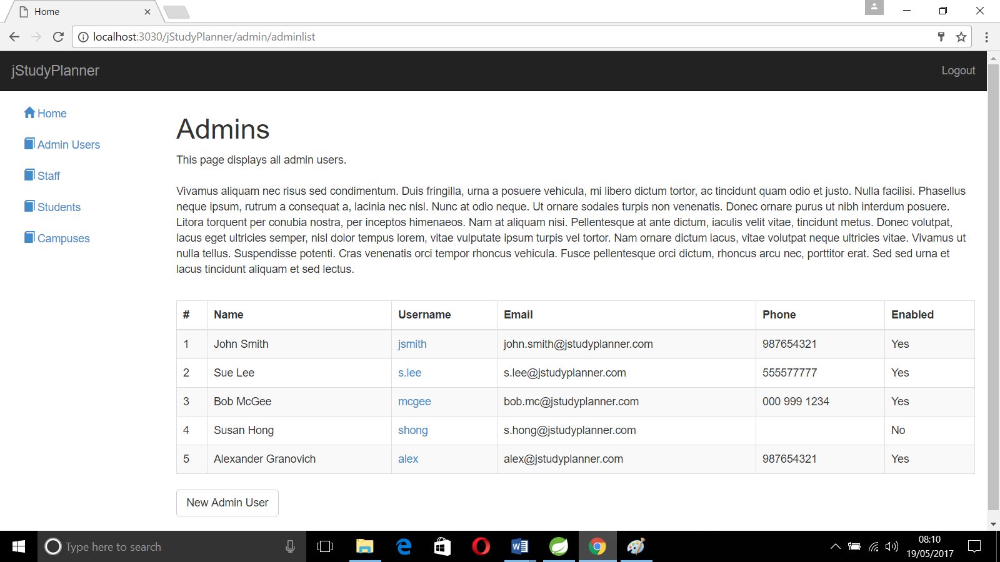 Home
localhost:3030/jStudyPlanner/admin/adminlist
jStudyPlanner
Logout
Home
Admin Users
Staff
Students
Campuses
Admins
This page displays all admin users.
Vivamus aliquam nec risus sed condimentum. Duis fringilla, urna a posuere vehicula, mi libero dictum tortor, ac tincidunt quam odio et justo. Nulla facilisi. Phasellus
neque ipsum, rutrum a consequat a, lacinia nec nisl. Nunc at odio neque. Ut ornare sodales turpis non venenatis. Donec ornare purus ut nibh interdum posuere.
Litora torquent per conubia nostra, per inceptos himenaeos. Nam at aliquam nisi. Pellentesque at ante dictum, iaculis velit vitae, tincidunt metus. Donec volutpat,
lacus eget ultricies semper, nisl dolor tempus lorem, vitae vulputate ipsum turpis vel tortor. Nam ornare dictum lacus, vitae volutpat neque ultricies vitae. Vivamus ut
nulla tellus. Suspendisse potenti. Cras venenatis orci tempor rhoncus vehicula. Fusce pellentesque orci dictum, rhoncus arcu nec, porttitor erat. Sed sed urna et
lacus tincidunt aliquam et sed lectus.
# Name Username Email Phone Enabled
1 John Smith jsmith john.smith@jstudyplanner.com 987654321 Yes
2 Sue Lee s.lee s.lee@jstudyplanner.com 555577777 Yes
3 Bob McGee mcgee bob.mc@jstudyplanner.com 000 999 1234 Yes
4 Susan Hong shong s.hong@jstudyplanner.com No
5 Alexander Granovich alex alex@jstudyplanner.com 987654321 Yes
New Admin User
Type here to search
08:10
19/05/2017